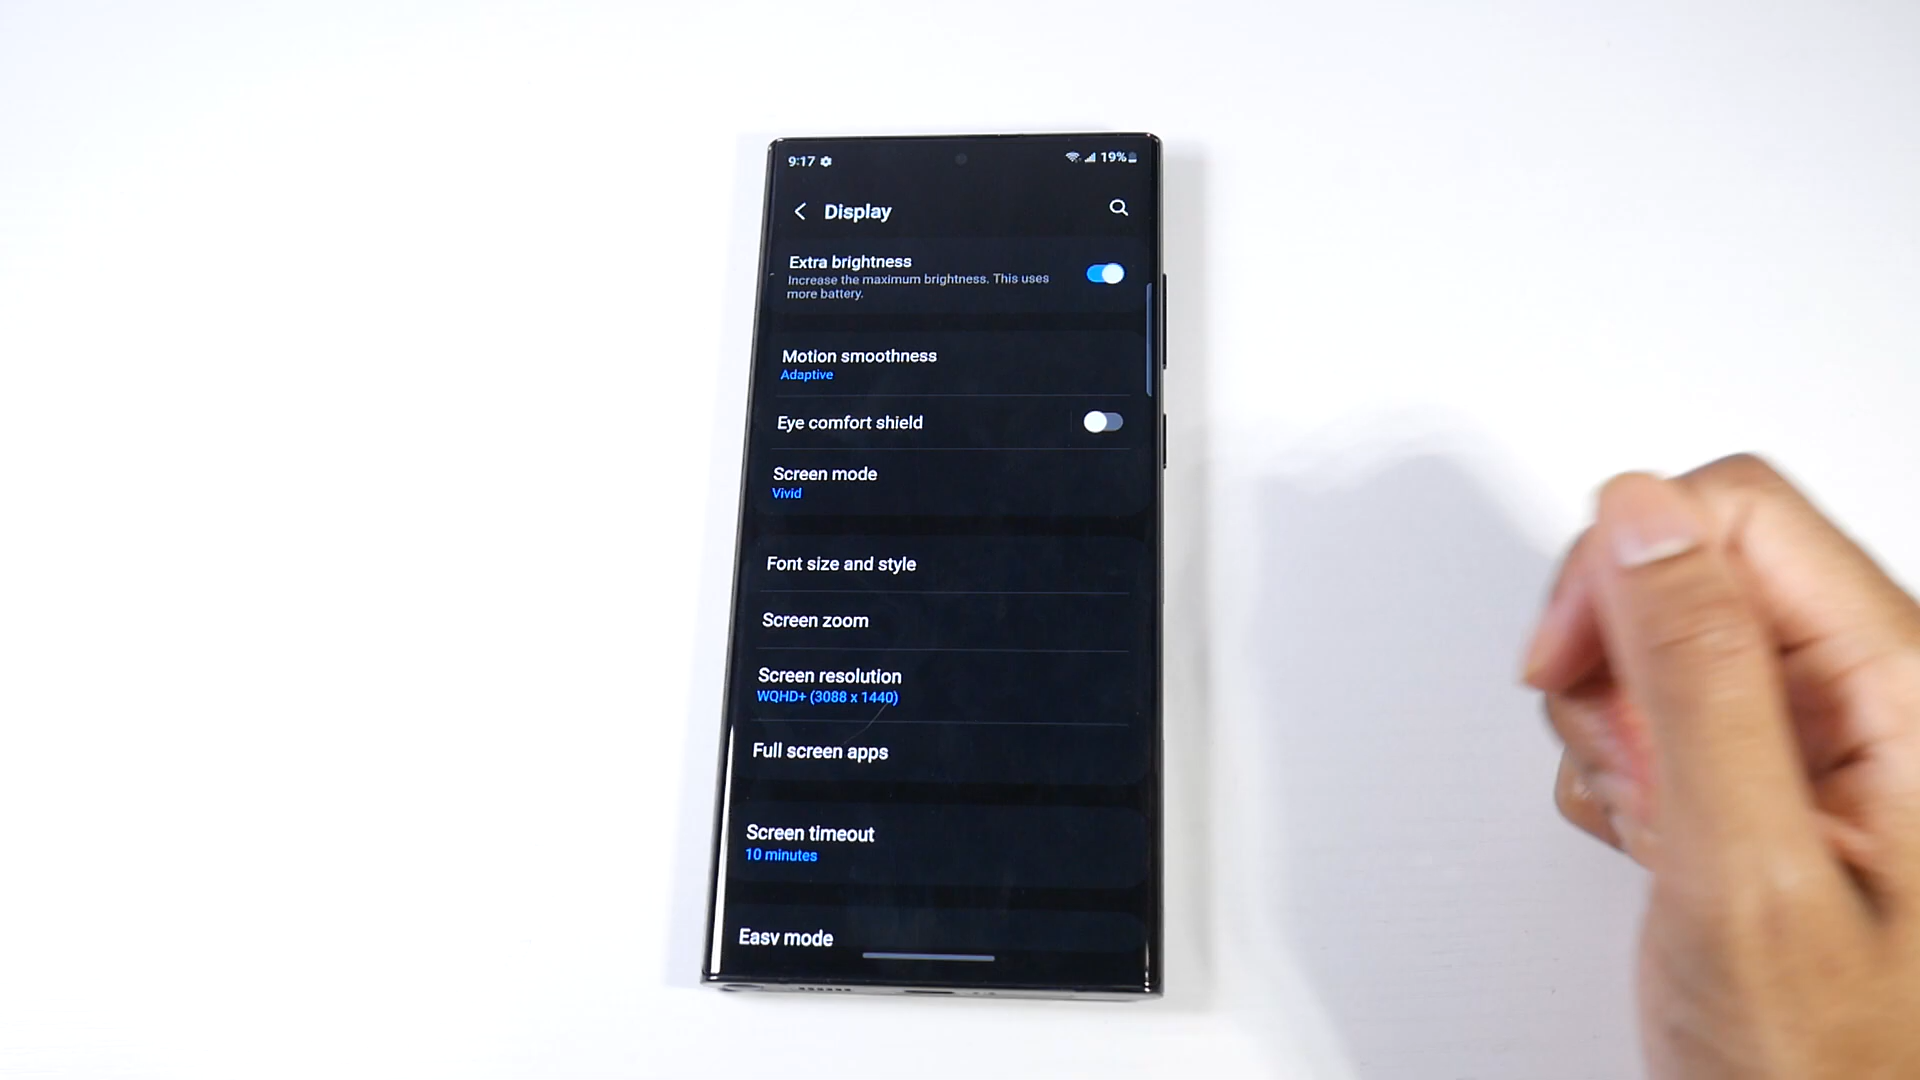 9:17
19%
Display
Extra brightness
Increase the maximum brightness. This uses
more battery.
Motion smoothness
Adaptive
Eye comfort shield
Screen mode
Vivid
Font size and style
Screen zoom
Screen resolution
WQHD+ (3088 x 1440)
Full screen apps
Screen timeout
10 minutes
Easy mode